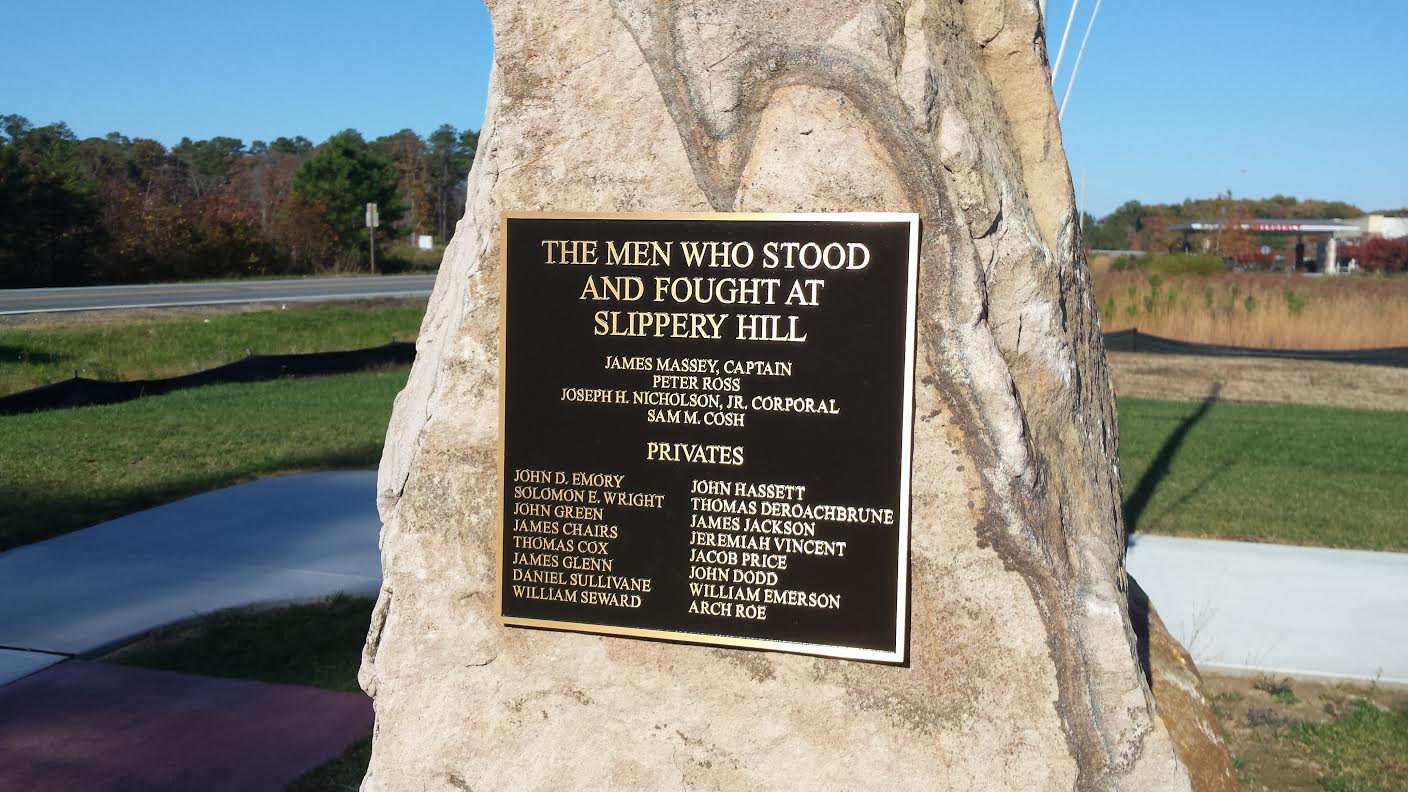 THE MEN WHO STOOD
AND FOUGHT AT
SLIPPERY HILL
JAMES MASSEY, CAPTAIN
PETER ROSS
JOSEPH H. NICHOLSON, JR. CORPORAL
SAM M. COSH
PRIVATES
JOHN D. EMORY
SOLOMON E. WRIGHT
JOHN GREEN
JAMES CHAIRS
THOMAS COX
JAMES GLENN
DANIEL SULLIVANE
WILLIAM SEWARD
JOHN HASSETT
THOMAS DEROACHBRUNE
JAMES JACKSON
JEREMIAH VINCENT
JACOB PRICE
JOHN DODD
WILLIAM EMERSON
ARCH ROE